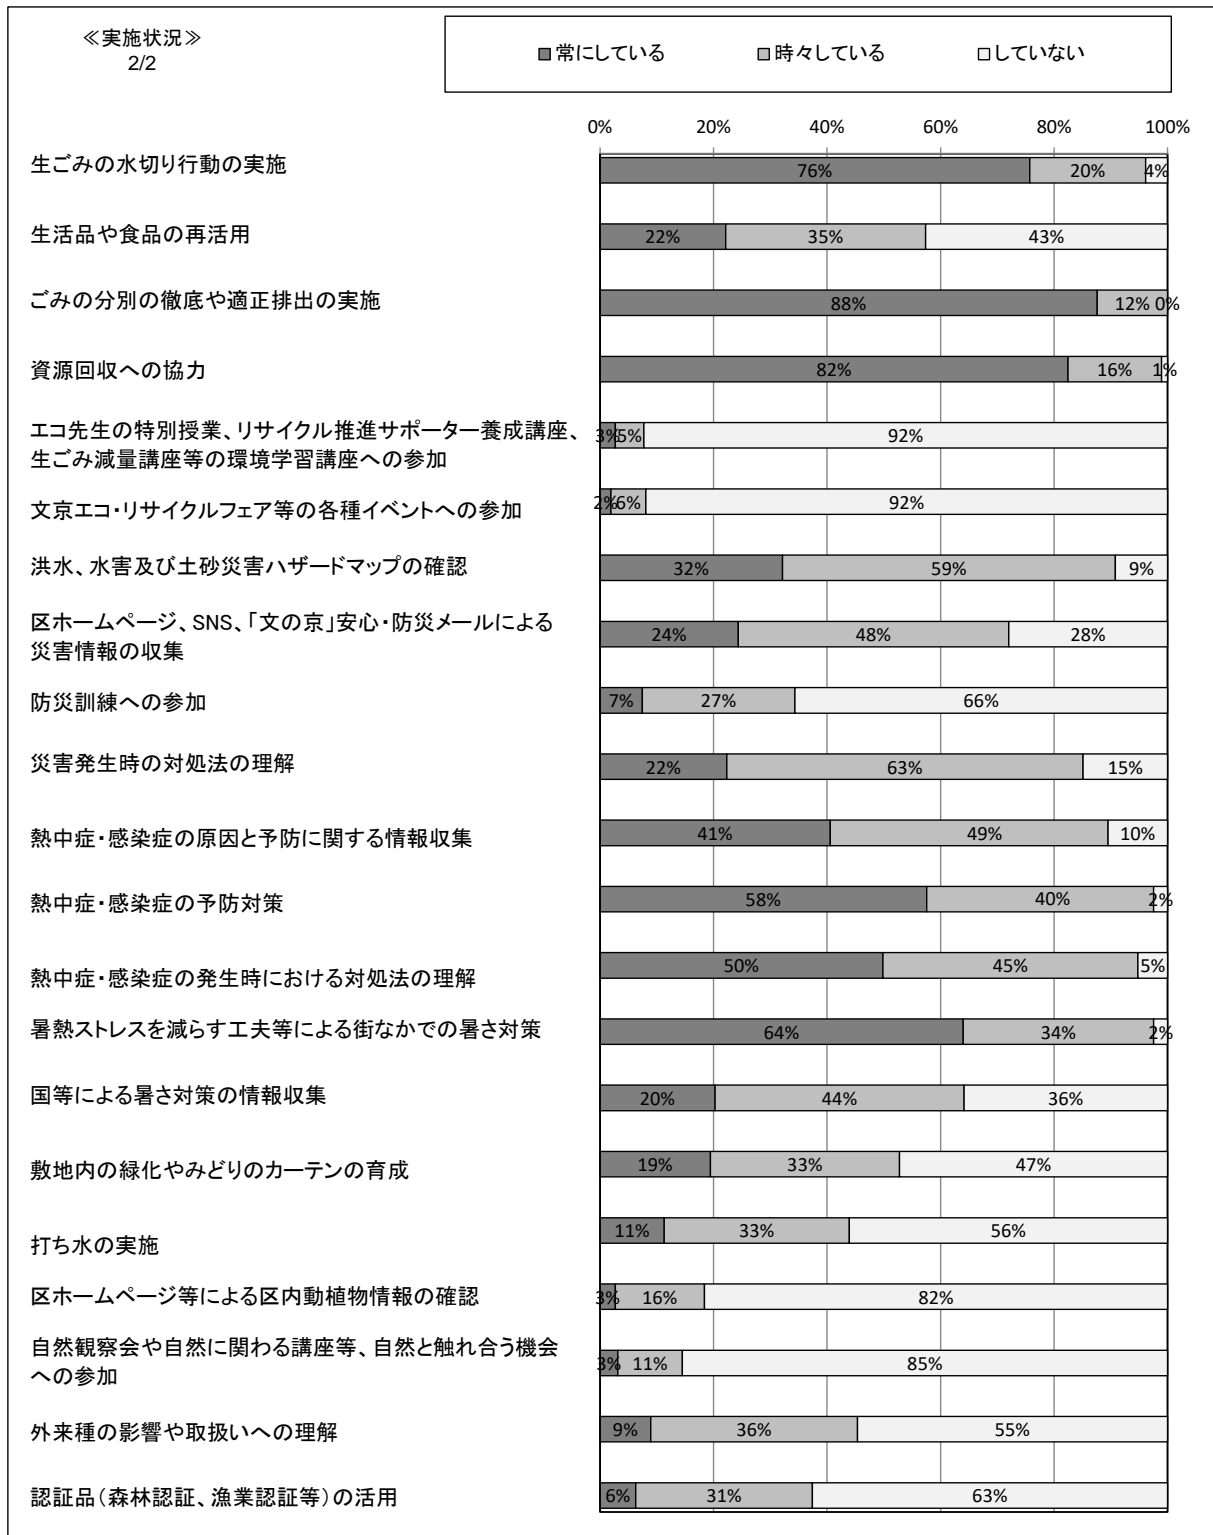 ≪実施状況≫
2/2
■常にしている ■時々している □していない
0% 20% 40% 60% 80% 100%
生ごみの水切り行動の実施
76% 20% 4%
生活品や食品の再活用
22% 35% 43%
ごみの分別の徹底や適正排出の実施
88% 12% 0%
資源回収への協力
82% 16% 1%
エコ先生の特別授業、リサイクル推進サポーター養成講座、
生ごみ減量講座等の環境学習講座への参加
3% 5% 92%
文京エコ・リサイクルフェア等の各種イベントへの参加
2% 6% 92%
洪水、水害及び土砂災害ハザードマップの確認
32% 59% 9%
区ホームページ、SNS、「文の京」安心・防災メールによる
災害情報の収集
24% 48% 28%
防災訓練への参加
7% 27% 66%
災害発生時の対処法の理解
22% 63% 15%
熱中症・感染症の原因と予防に関する情報収集
41% 49% 10%
熱中症・感染症の予防対策
58% 40% 2%
熱中症・感染症の発生時における対処法の理解
50% 45% 5%
暑熱ストレスを減らす工夫等による街なかでの暑さ対策
64% 34% 2%
国等による暑さ対策の情報収集
20% 44% 36%
敷地内の緑化やみどりのカーテンの育成
19% 33% 47%
打ち水の実施
11% 33% 56%
区ホームページ等による区内動植物情報の確認
3% 16% 82%
自然観察会や自然に関わる講座等、自然と触れ合う機会
への参加
3% 11% 85%
外来種の影響や取扱いへの理解
9% 36% 55%
認証品（森林認証、漁業認証等）の活用
6% 31% 63%